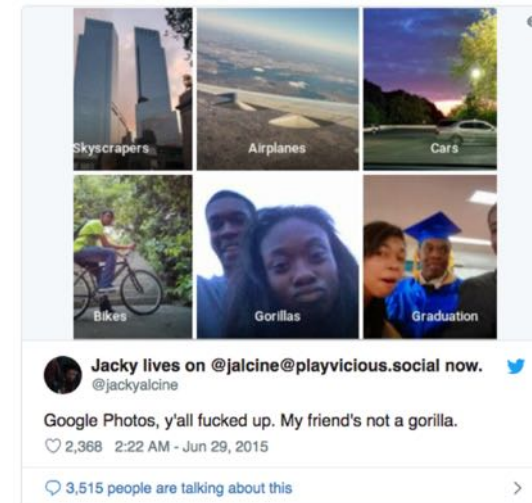 Skyscrapers
Airplanes
Cars
Bikes
Gorillas
Graduation
Jacky lives on @jalcine@playvicious.social now.
@jackyalcine
Google Photos, y'all fucked up. My friend's not a gorilla.
2,368 2:22 AM - Jun 29, 2015
3,515 people are talking about this